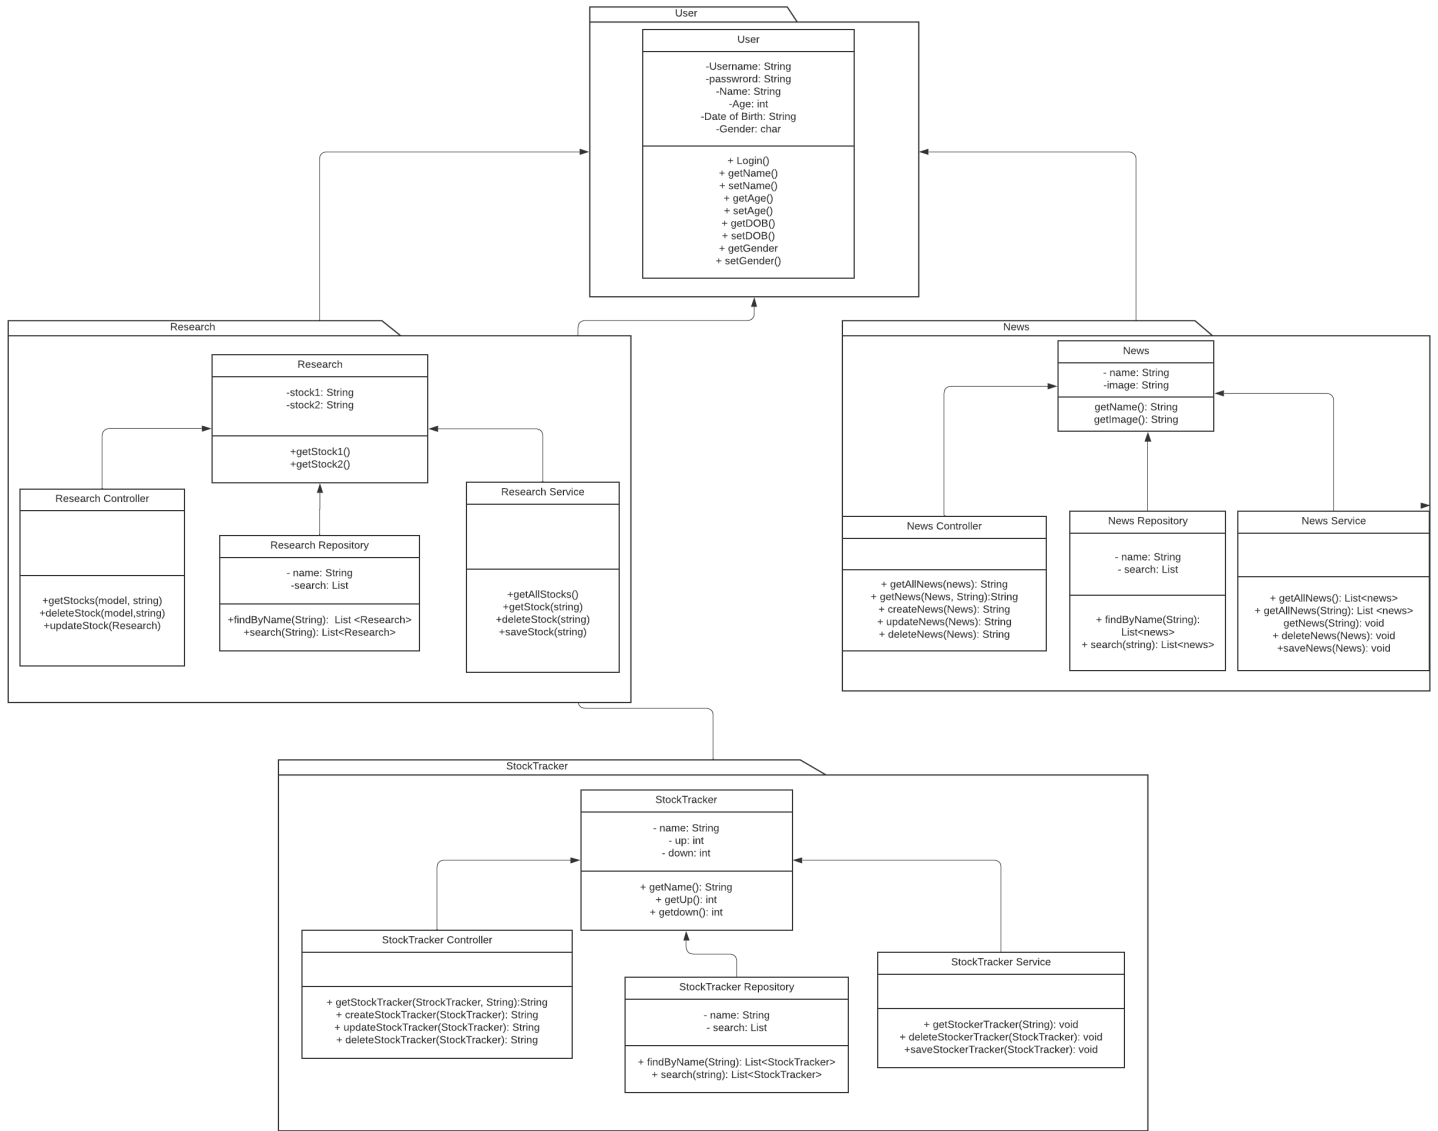 User
User
-Username: String
-passwrord: String
-Name: String
-Age: int
-Date of Birth: String
-Gender: char
+ Login()
+ getName()
+ setName()
+ getAge()
+ setAge()
+ getDOB()
+ setDOB()
+ getGender
+ setGender()
Research
Research
-stock1: String
-stock2: String
+getStock1()
+getStock2()
Research Controller
+getStocks(model, string)
+deleteStock(model,string)
+updateStock(Research)
Research Repository
- name: String
-search: List
+findByName(String):  List <Research>
+search(String): List<Research>
Research Service
+getAllStocks()
+getStock(string)
+deleteStock(string)
+saveStock(string)
News
News
- name: String
-image: String
getName(): String
getImage(): String
News Controller
+ getAllNews(news): String
+ getNews(News, String):String
+ createNews(News): String
+ updateNews(News): String
+ deleteNews(News): String
News Repository
- name: String
- search: List
+ findByName(String):
List<news>
+ search(string): List<news>
News Service
+ getAllNews(): List<news>
+ getAllNews(String): List <news>
getNews(String): void
+ deleteNews(News): void
+saveNews(News): void
StockTracker
StockTracker
- name: String
- up: int
- down: int
+ getName(): String
+ getUp(): int
+ getdown(): int
StockTracker Controller
+ getStockTracker(StrockTracker, String):String
+ createStockTracker(StockTracker): String
+ updateStockTracker(StockTracker): String
+ deleteStockTracker(StockTracker): String
StockTracker Repository
- name: String
- search: List
+ findByName(String): List<StockTracker>
+ search(string): List<StockTracker>
StockTracker Service
+ getStockerTracker(String): void
+ deleteStockerTracker(StockTracker): void
+saveStockerTracker(StockTracker): void